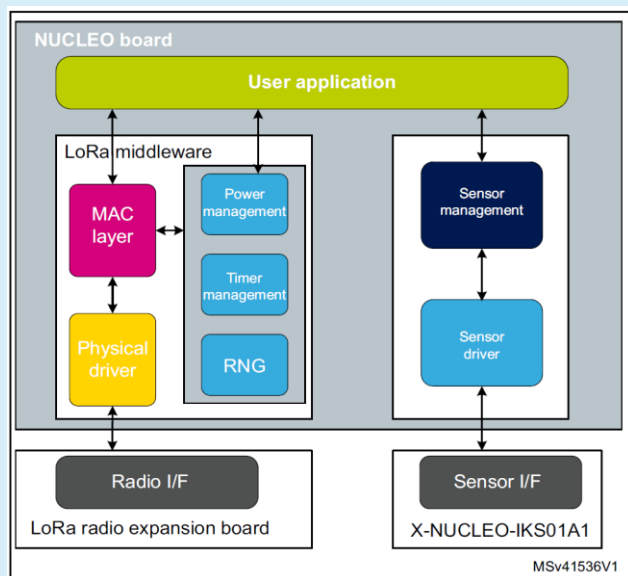 NUCLEO board
User application
LoRa middleware
MAC
layer
Power
management
Timer
management
RNG
Physical
driver
Sensor
management
Sensor
driver
Radio I/F
LoRa radio expansion board
Sensor I/F
X-NUCLEO-IKS01A1
MSv41536V1